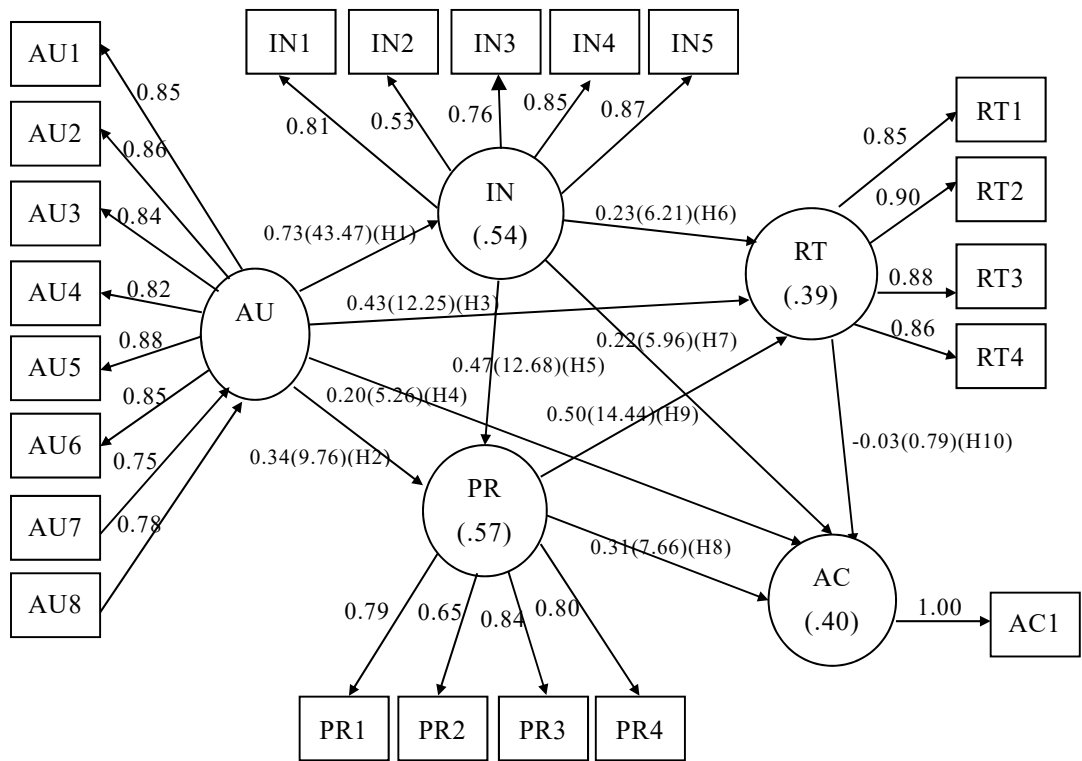 IN1
IN2
IN3
IN4
IN5
AU1
AU2
AU3
AU4
AU5
AU6
AU7
AU8
0.85
0.86
0.84
0.82
0.88
0.85
0.75
0.78
AU
0.81
0.53
0.76
0.85
0.87
IN
(.54)
0.73(43.47)(H1)
0.23(6.21)(H6)
0.43(12.25)(H3)
0.22(5.96)(H7)
0.47(12.68)(H5)
0.20(5.26)(H4)
0.50(14.44)(H9)
0.34(9.76)(H2)
-0.03(0.79)(H10)
0.31(7.66)(H8)
RT
(.39)
0.85
0.90
0.88
0.86
RT1
RT2
RT3
RT4
PR
(.57)
0.79
0.65
0.84
0.80
PR1
PR2
PR3
PR4
AC
(.40)
1.00
AC1